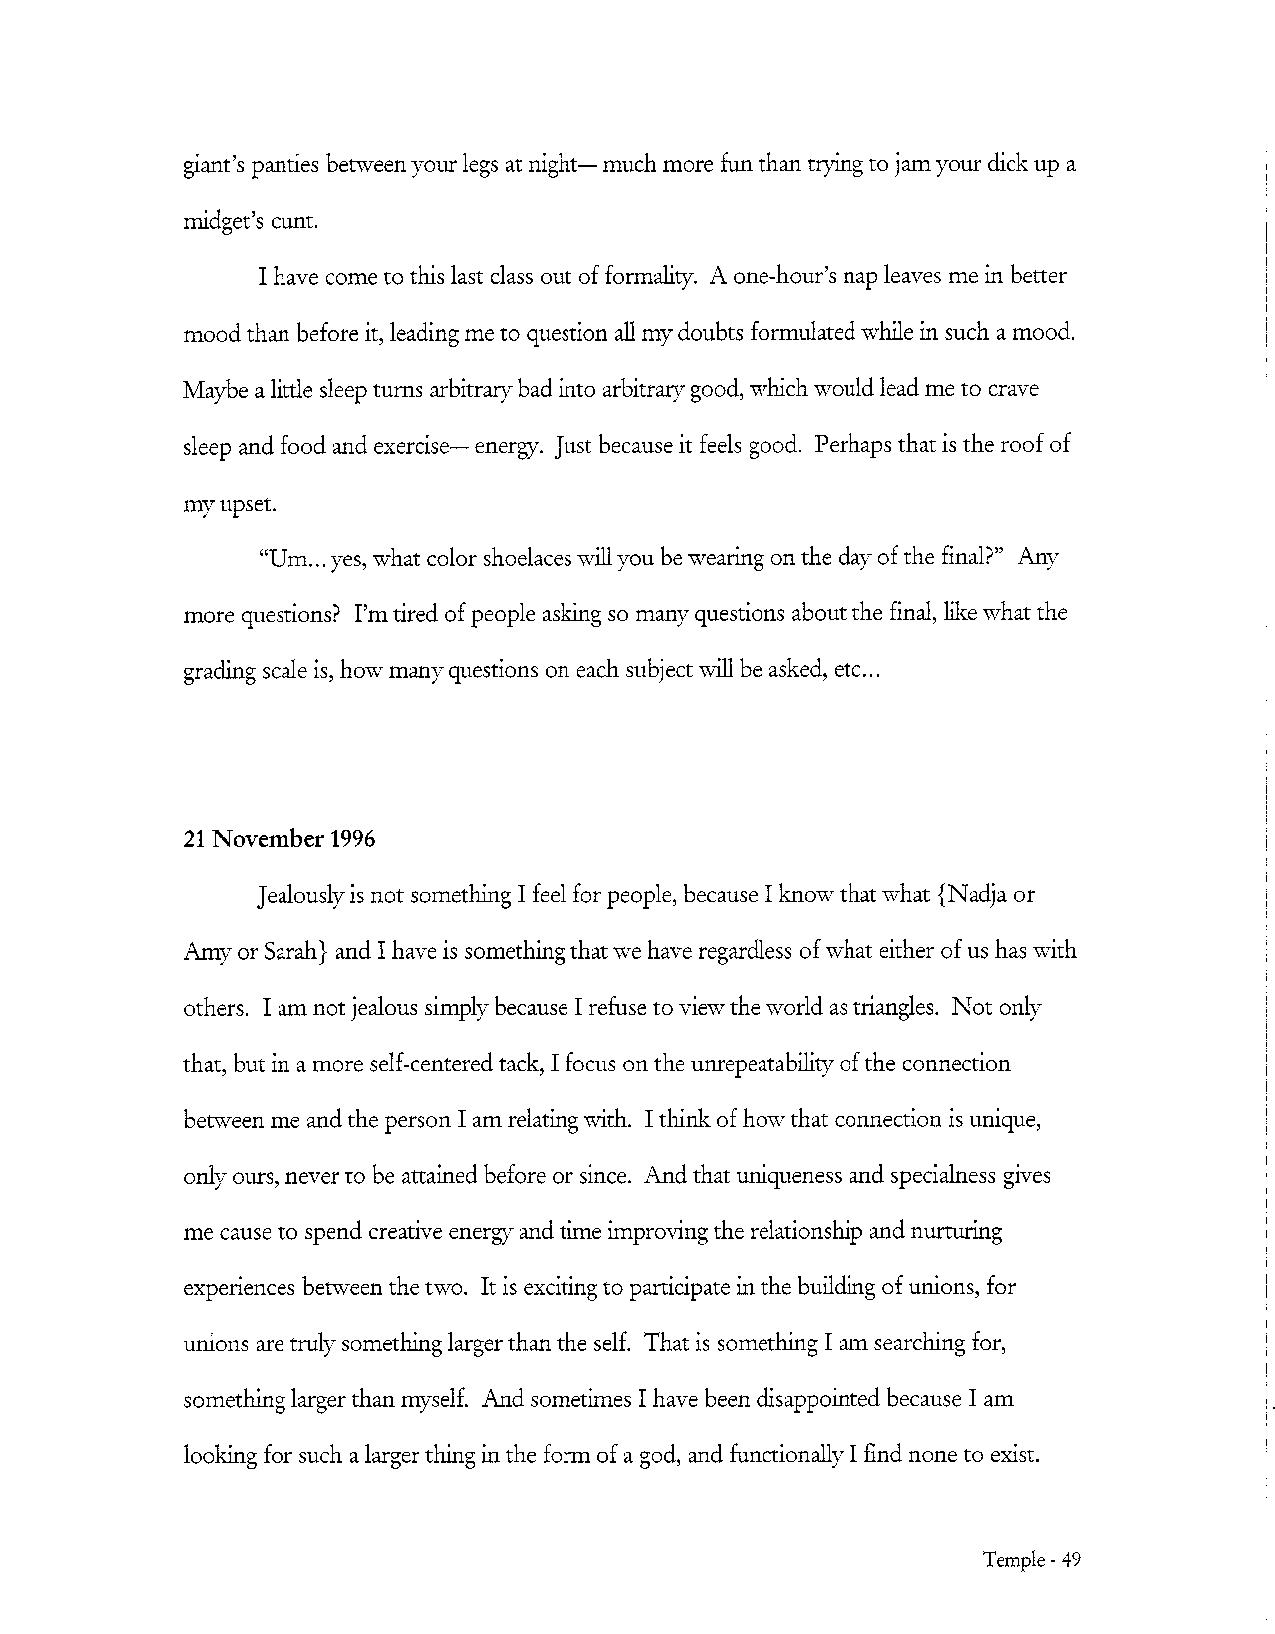 giant's panties between your legs at night— much more fun than trying to jam your dick up a
midget's cunt.
I have come to this last class out of formality. A one-hour's nap leaves me in better
mood than before it, leading me to question all my doubts formulated while in such a mood.
Maybe a little sleep turns arbitrary bad into arbitrary good, which would lead me to crave
sleep and food and exercise— energy. Just because it feels good. Perhaps that is the roof of
my upset.
“Um... yes, what color shoelaces will you be wearing on the day of the final?” Any
more questions? I'm tired of people asking so many questions about the final, like what the
grading scale is, how many questions on each subject will be asked, etc...
21 November 1996
Jealously is not something I feel for people, because I know that what {Nadja or
Amy or Sarah} and I have is something that we have regardless of what either of us has with
others. I am not jealous simply because I refuse to view the world as triangles. Not only
that, but in a more self-centered tack, I focus on the unrepeatability of the connection
between me and the person I am relating with. I think of how that connection is unique,
only ours, never to be attained before or since. And that uniqueness and specialness gives
me cause to spend creative energy and time improving the relationship and nurturing
experiences between the two. It is exciting to participate in the building of unions, for
unions are truly something larger than the self. That is something I am searching for,
something larger than myself. And sometimes I have been disappointed because I am
looking for such a larger thing in the form of a god, and functionally I find none to exist.
Temple - 49